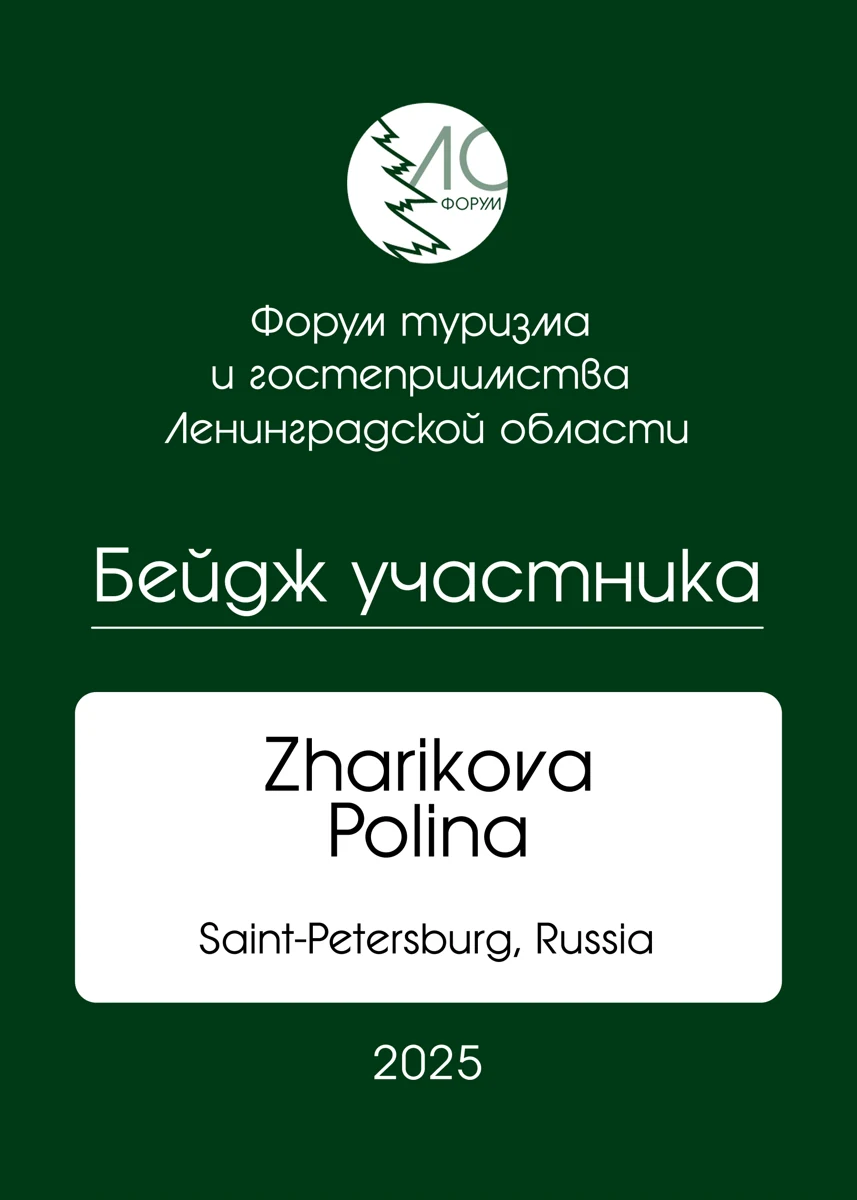 ЛО
ФОРУМ
Форум туризма
и гостеприимства
Ленинградской области
Бейдж участника
Zharikova
Polina
Saint-Petersburg, Russia
2025